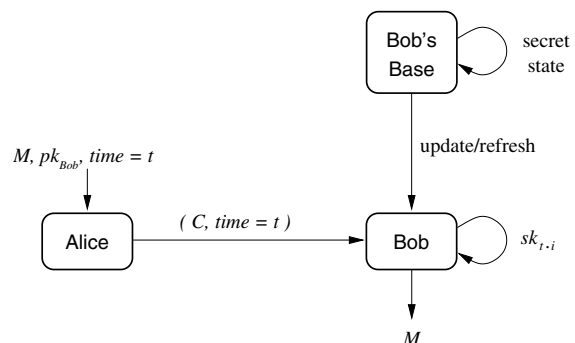 Bob's
Base
secret
state
update/refresh
M, pk_Bob, time = t
Alice
( C, time = t )
Bob
sk_t.i
M